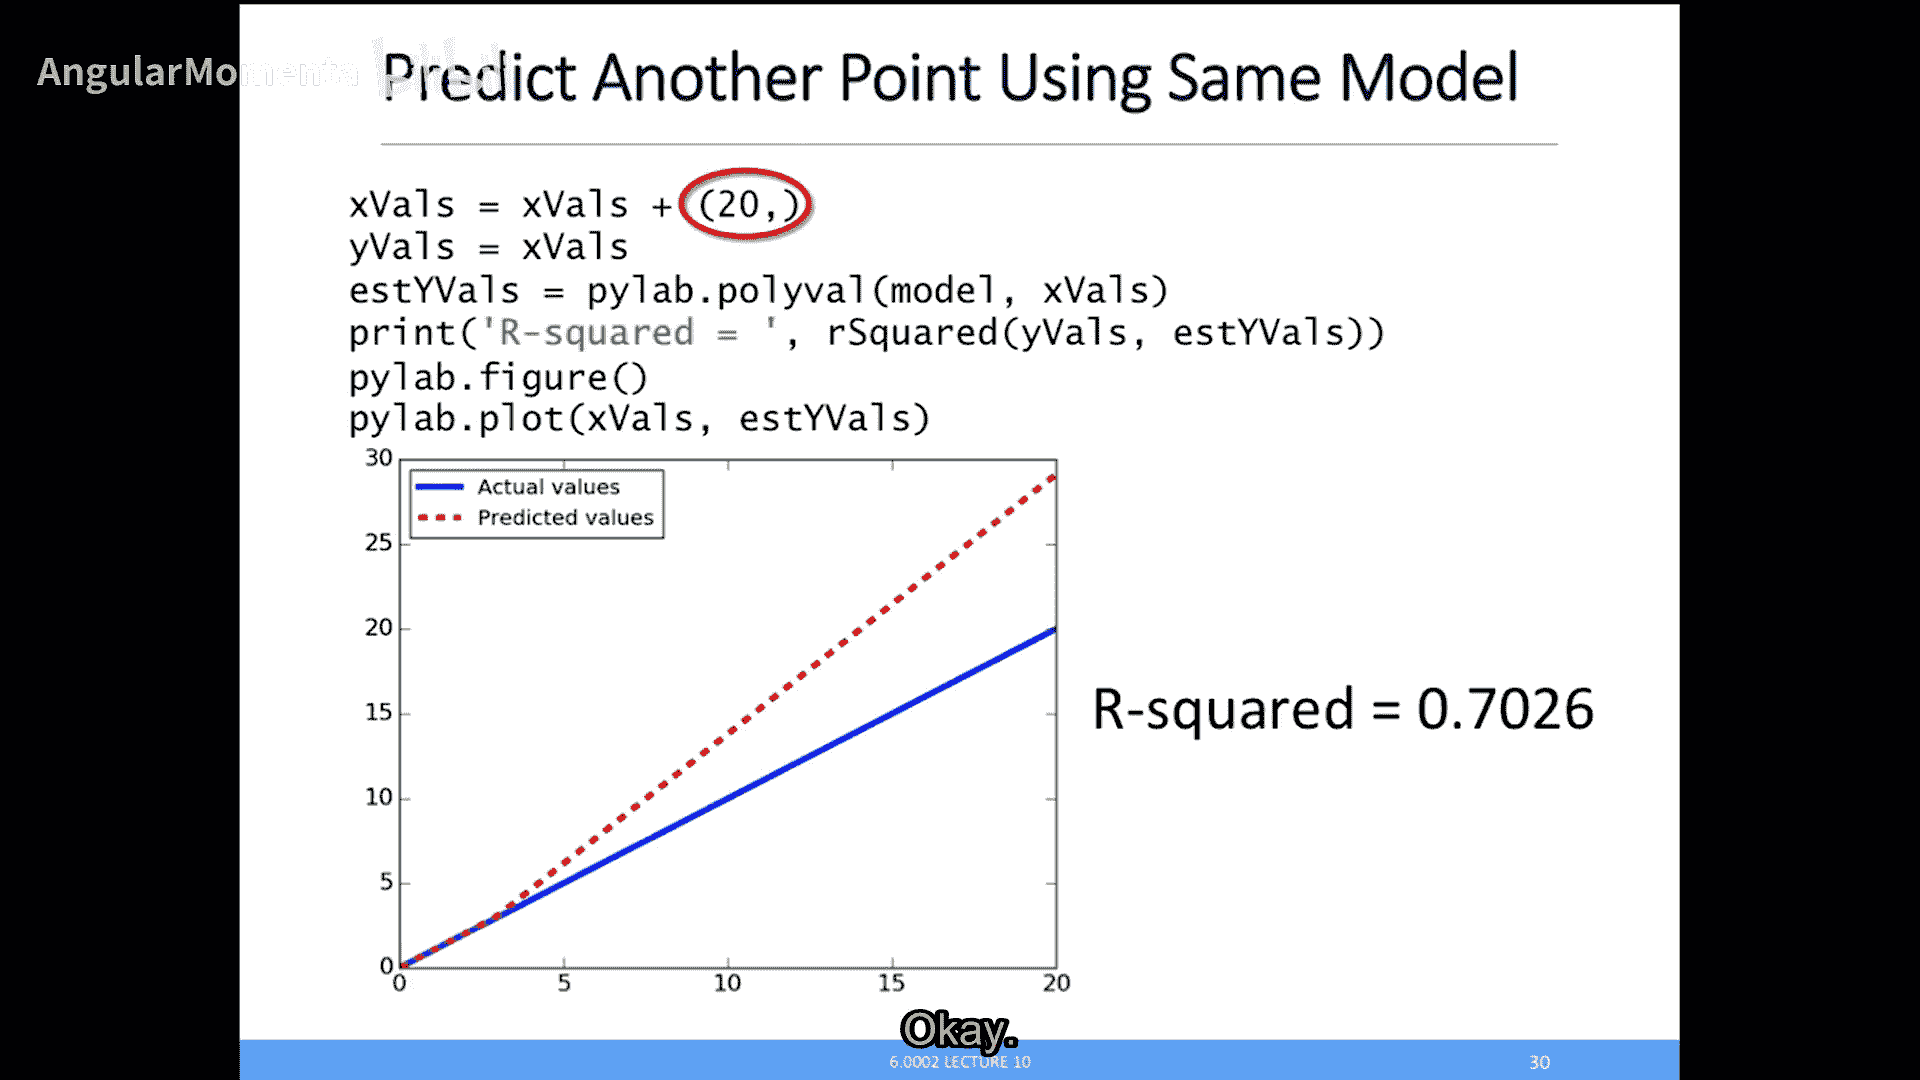 AngularMomenta
Predict Another Point Using Same Model
xVals = xVals + (20,)
yVals = xVals
estYVals = pylab.polyval(model, xVals)
print('R-squared = ', rSquared(yVals, estYVals))
pylab.figure()
pylab.plot(xVals, estYVals)
30
Actual values
Predicted values
25
20
15
10
5
0
0 5 10 15 20
R-squared = 0.7026
Okay.
6.0002 LECTURE 10
30